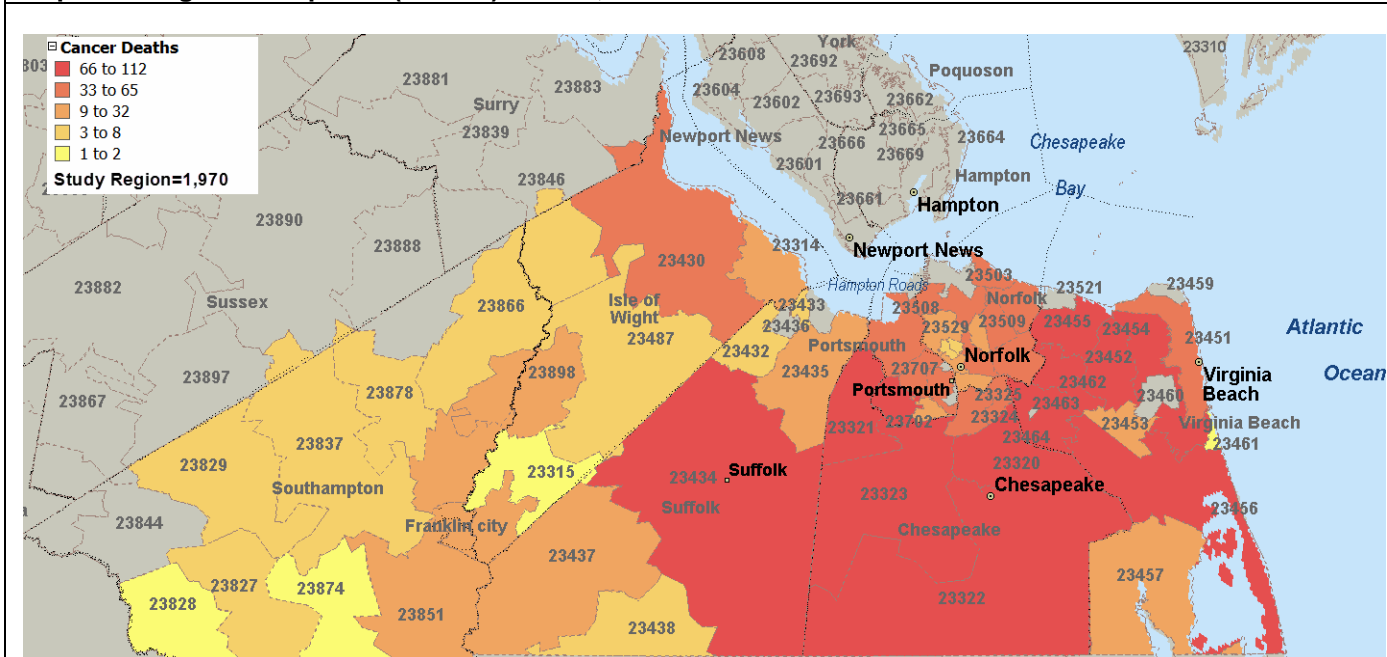 Cancer Deaths
66 to 112
33 to 65
9 to 32
3 to 8
1 to 2
Study Region=1,970
23608
York
23692
23310
23881
23883
23604
23602
23693
Poquoson
23662
Surry
23839
Newport News
23666
23665
23664
Chesapeake
23601
23669
Hampton
23846
Bay
23661
Hampton
23890
23888
23314
Newport News
23430
23882
Sussex
Hampton Roads
23503
23521
23459
23866
Isle of
Wight
23433
23436
23508
Norfolk
23487
23529
23509
23455
23454
23451
Atlantic
Ocean
23432
Portsmouth
23452
Norfolk
23897
23878
23898
23435
23707
Portsmouth
23462
23460
Virginia
Beach
23867
23325
23463
23321
23702
23324
23453
Virginia Beach
23837
23464
23461
23829
23315
23434
Suffolk
23320
Southampton
23323
Chesapeake
23844
Franklin city
Suffolk
Chesapeake
23456
23437
23457
23828
23827
23874
23851
23438
23322